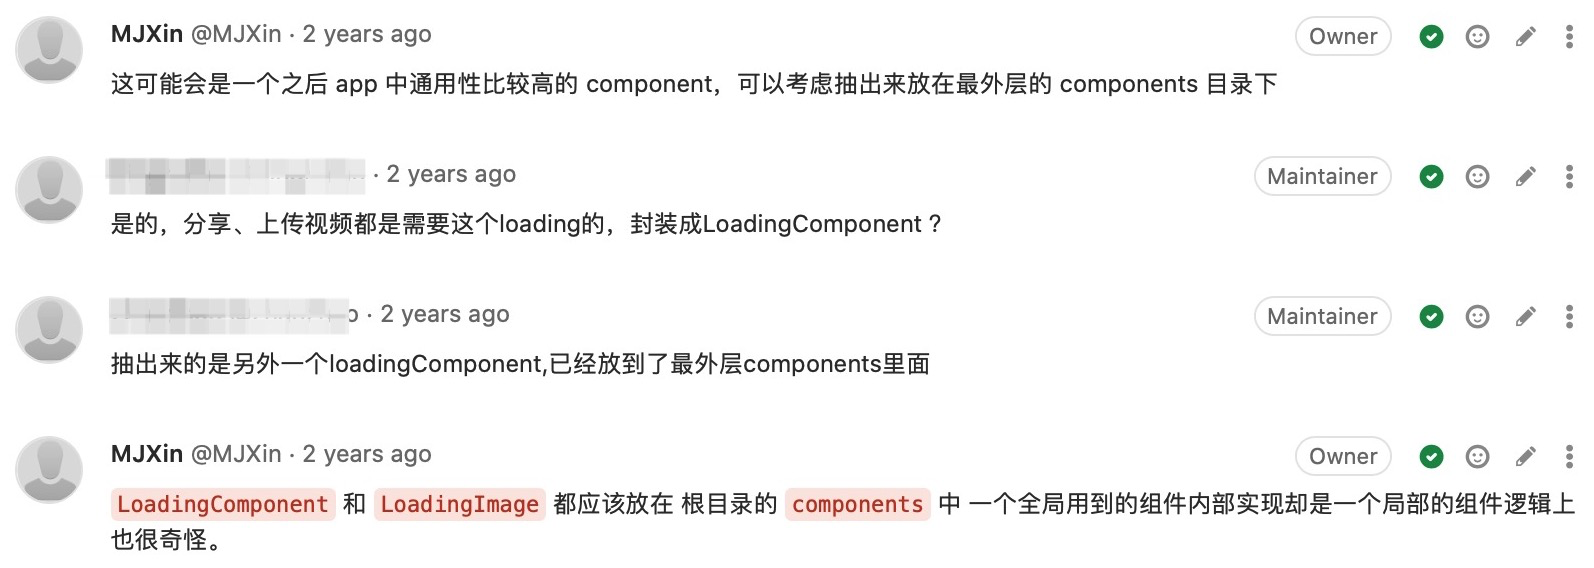 MJXin @MJXin · 2 years ago Owner
这可能会是一个之后 app 中通用性比较高的 component，可以考虑抽出来放在最外层的 components 目录下
· 2 years ago Maintainer
是的，分享、上传视频都是需要这个loading的，封装成LoadingComponent？
· 2 years ago Maintainer
抽出来的是另外一个loadingComponent,已经放到了最外层components里面
MJXin @MJXin · 2 years ago Owner
LoadingComponent 和 LoadingImage 都应该放在 根目录的 components 中 一个全局用到的组件内部实现却是一个局部的组件逻辑上
也很奇怪。